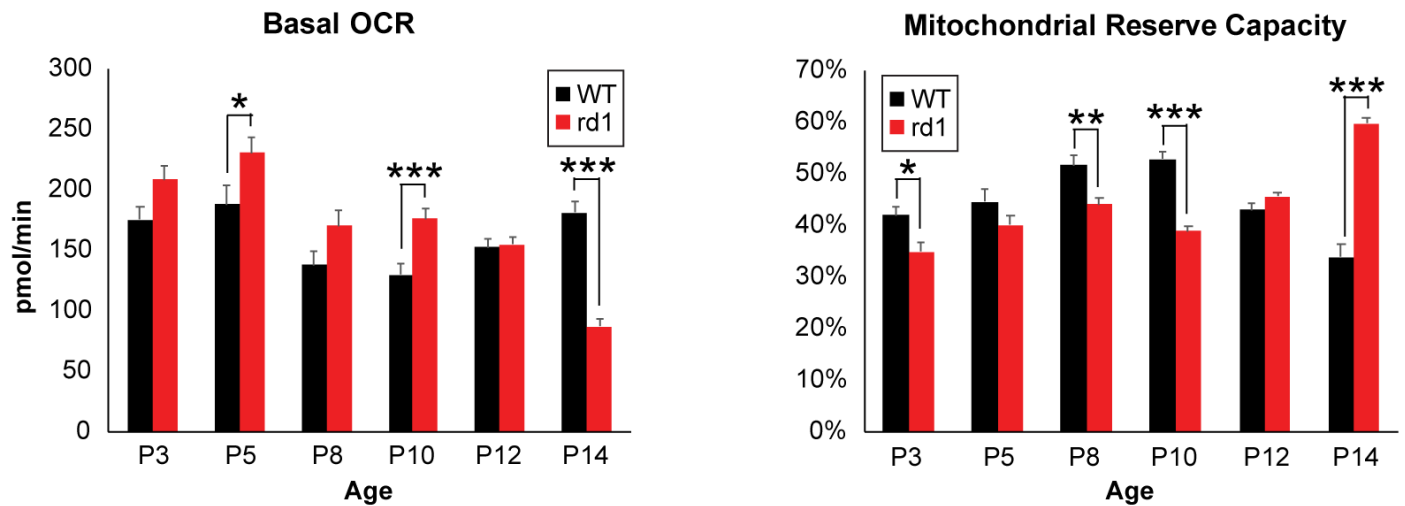 Basal OCR
300
250
200
150
100
50
0
pmol/min
WT
rd1
*
***
***
P3 P5 P8 P10 P12 P14
Age
Mitochondrial Reserve Capacity
70%
60%
50%
40%
30%
20%
10%
0%
WT
rd1
*
**
***
***
P3 P5 P8 P10 P12 P14
Age